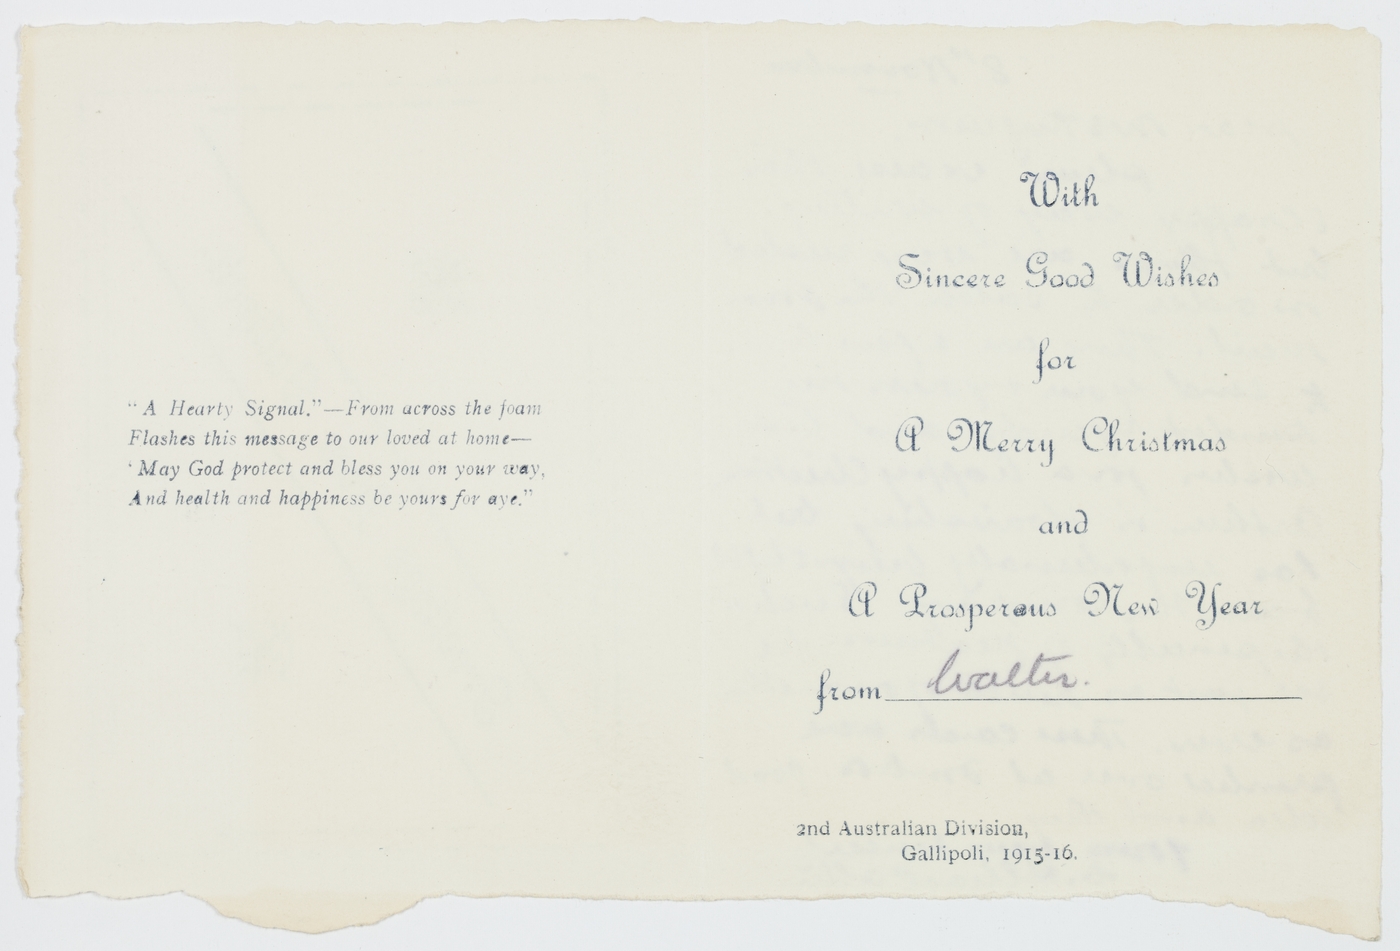 "A Hearty Signal."—From across the foam
Flashes this message to our loved at home—
'May God protect and bless you on your way,
And health and happiness be yours for aye."
With
Sincere Good Wishes
for
A Merry Christmas
and
A Prosperous New Year
from Walter.
2nd Australian Division,
Gallipoli, 1915-16.